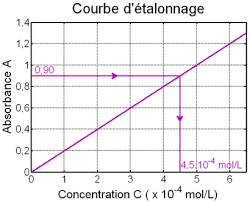 Courbe d'étalonnage
Absorbance A
1,4
1,2
1
0,8
0,6
0,4
0,2
0
0,90
4,5.10⁻⁴ mol/L
0 1 2 3 4 5 6
Concentration C ( x 10⁻⁴ mol/L)